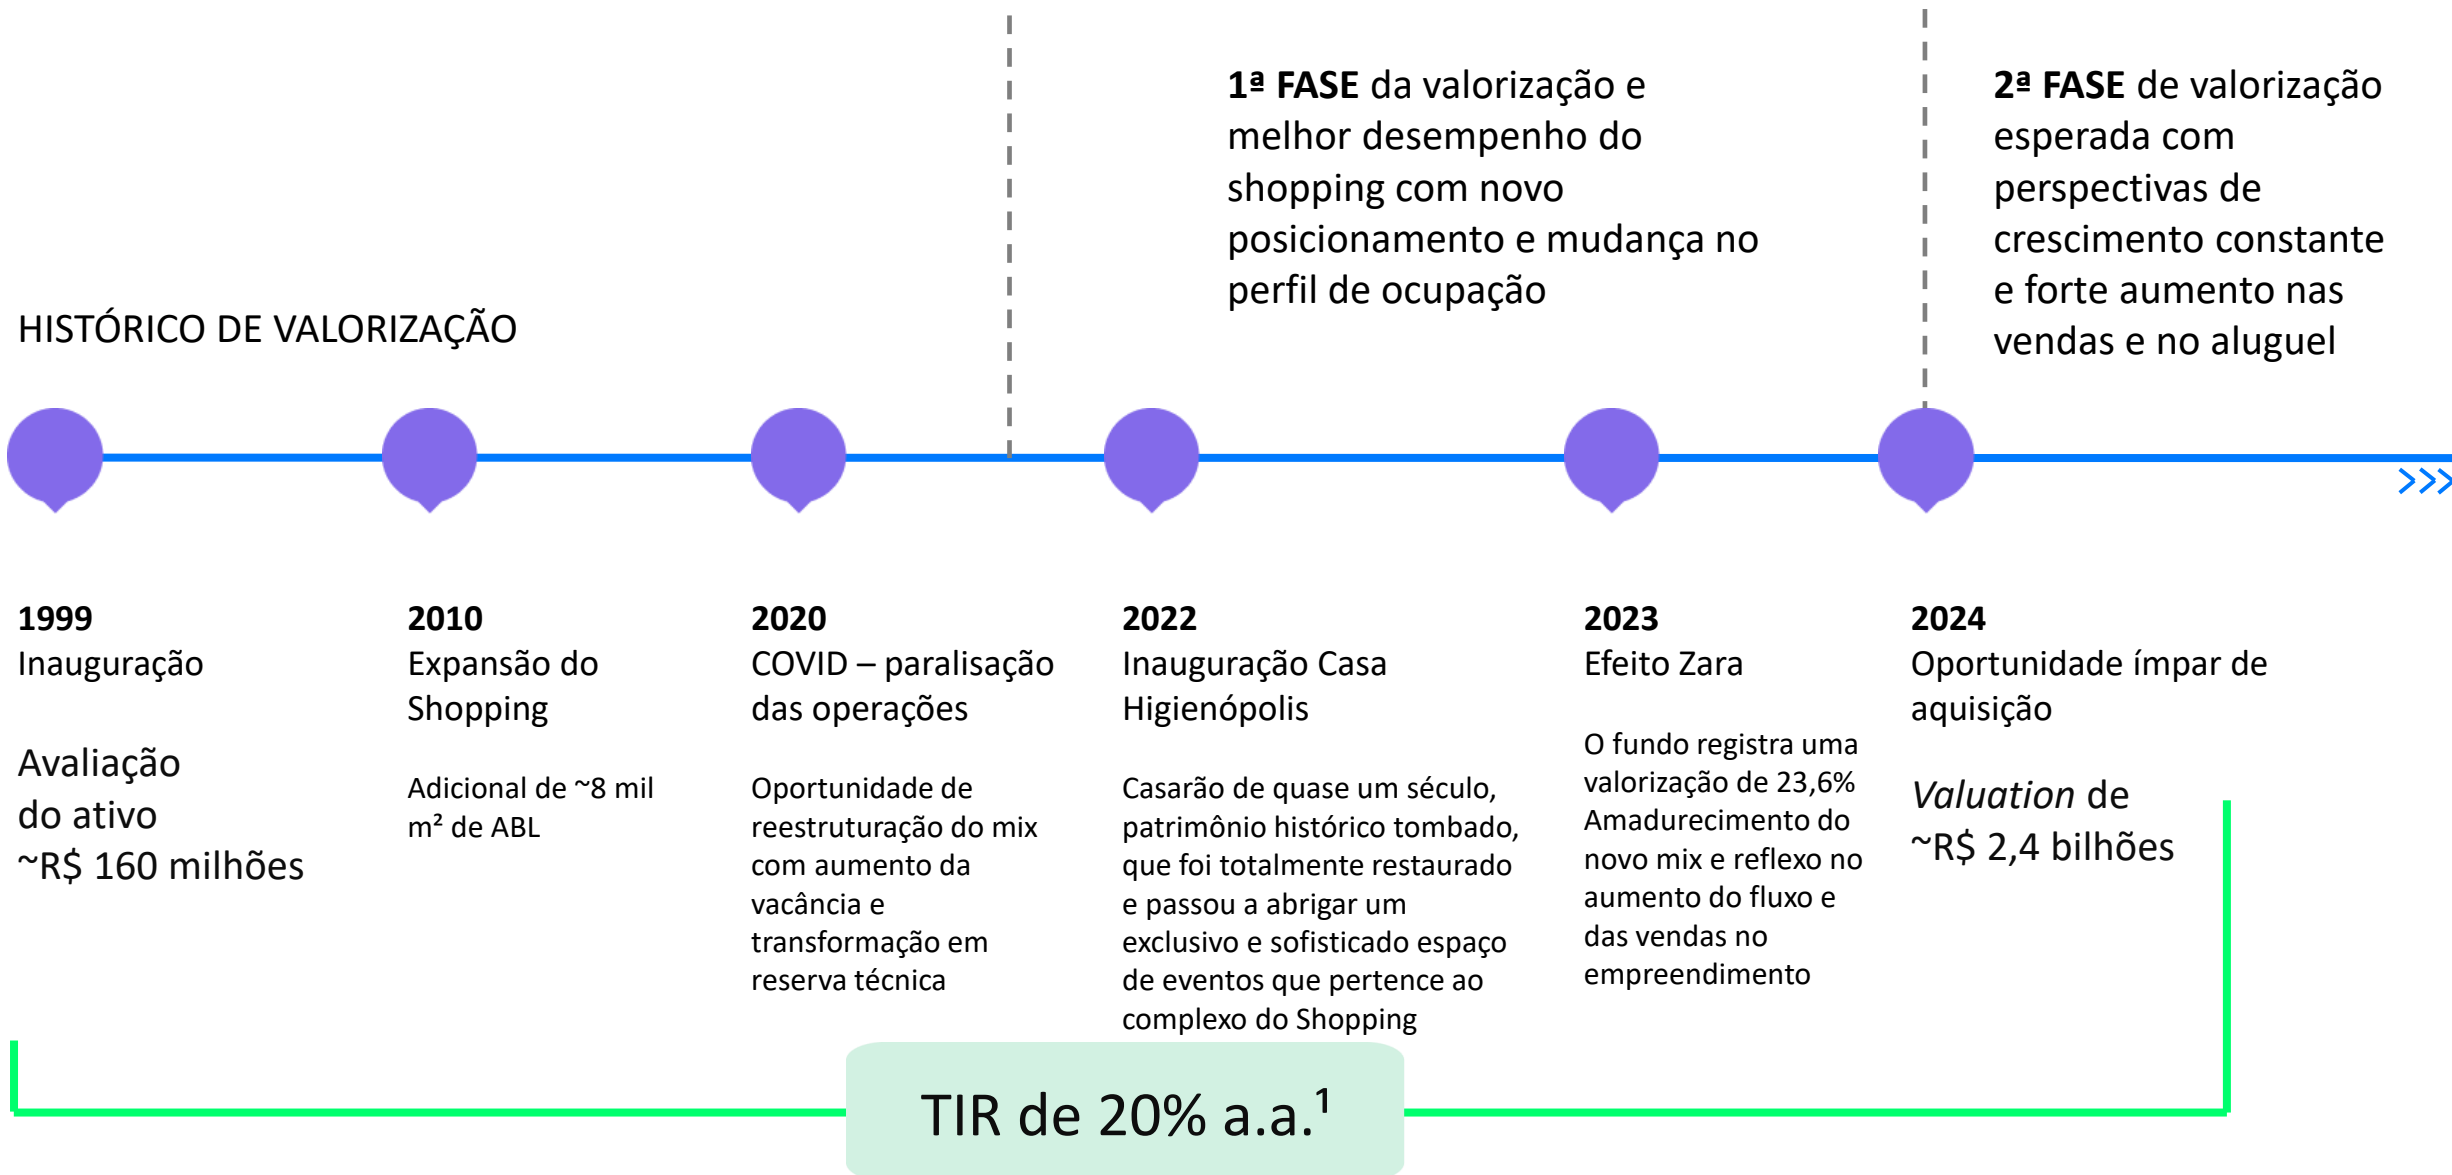 1ª FASE da valorização e
melhor desempenho do
shopping com novo
posicionamento e mudança no
perfil de ocupação
2ª FASE de valorização
esperada com
perspectivas de
crescimento constante
e forte aumento nas
vendas e no aluguel
HISTÓRICO DE VALORIZAÇÃO
>>>
1999
Inauguração
Avaliação
do ativo
~R$ 160 milhões
2010
Expansão do
Shopping
Adicional de ~8 mil
m² de ABL
2020
COVID – paralisação
das operações
Oportunidade de
reestruturação do mix
com aumento da
vacância e
transformação em
reserva técnica
2022
Inauguração Casa
Higienópolis
Casarão de quase um século,
patrimônio histórico tombado,
que foi totalmente restaurado
e passou a abrigar um
exclusivo e sofisticado espaço
de eventos que pertence ao
complexo do Shopping
2023
Efeito Zara
O fundo registra uma
valorização de 23,6%
Amadurecimento do
novo mix e reflexo no
aumento do fluxo e
das vendas no
empreendimento
2024
Oportunidade ímpar de
aquisição
Valuation de
~R$ 2,4 bilhões
TIR de 20% a.a.¹